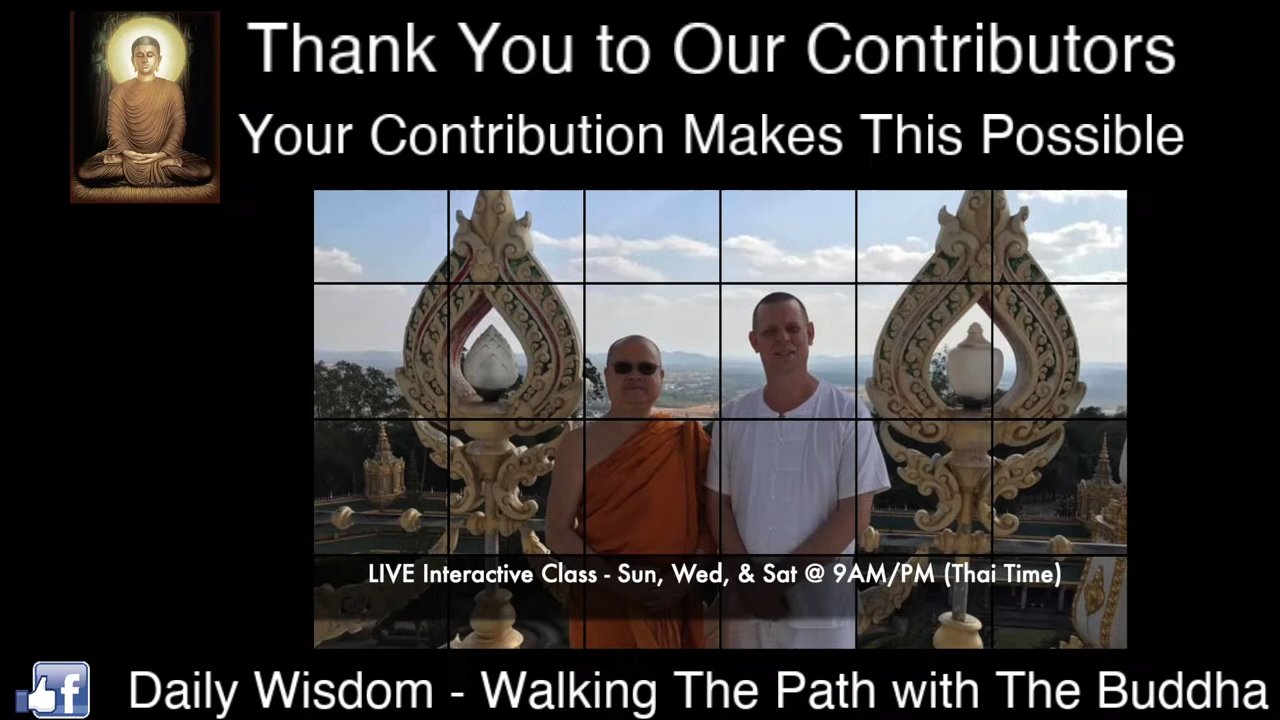 Thank You to Our Contributors
Your Contribution Makes This Possible
LIVE Interactive Class - Sun, Wed, & Sat @ 9AM/PM (Thai Time)
f
Daily Wisdom - Walking The Path with The Buddha